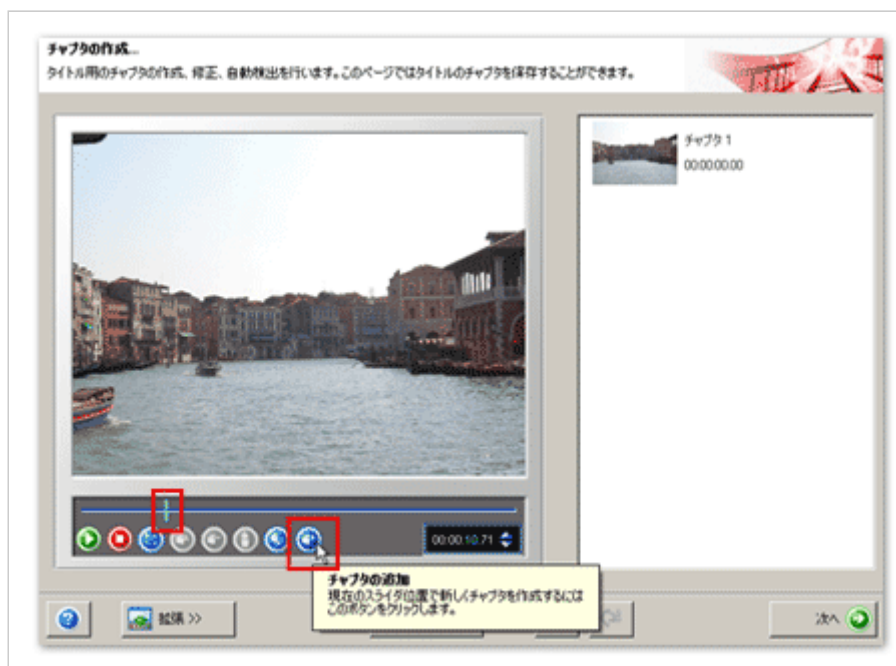 チャプタの作成...
タイトル用のチャプタの作成、修正、自動検出を行います。このページではタイトルのチャプタを保存することができます。
チャプタ 1
00:00:00.00
00:00:10.71
チャプタの追加
現在のスライダ位置で新しくチャプタを作成するには
このボタンをクリックします。
拡張 >>
次へ